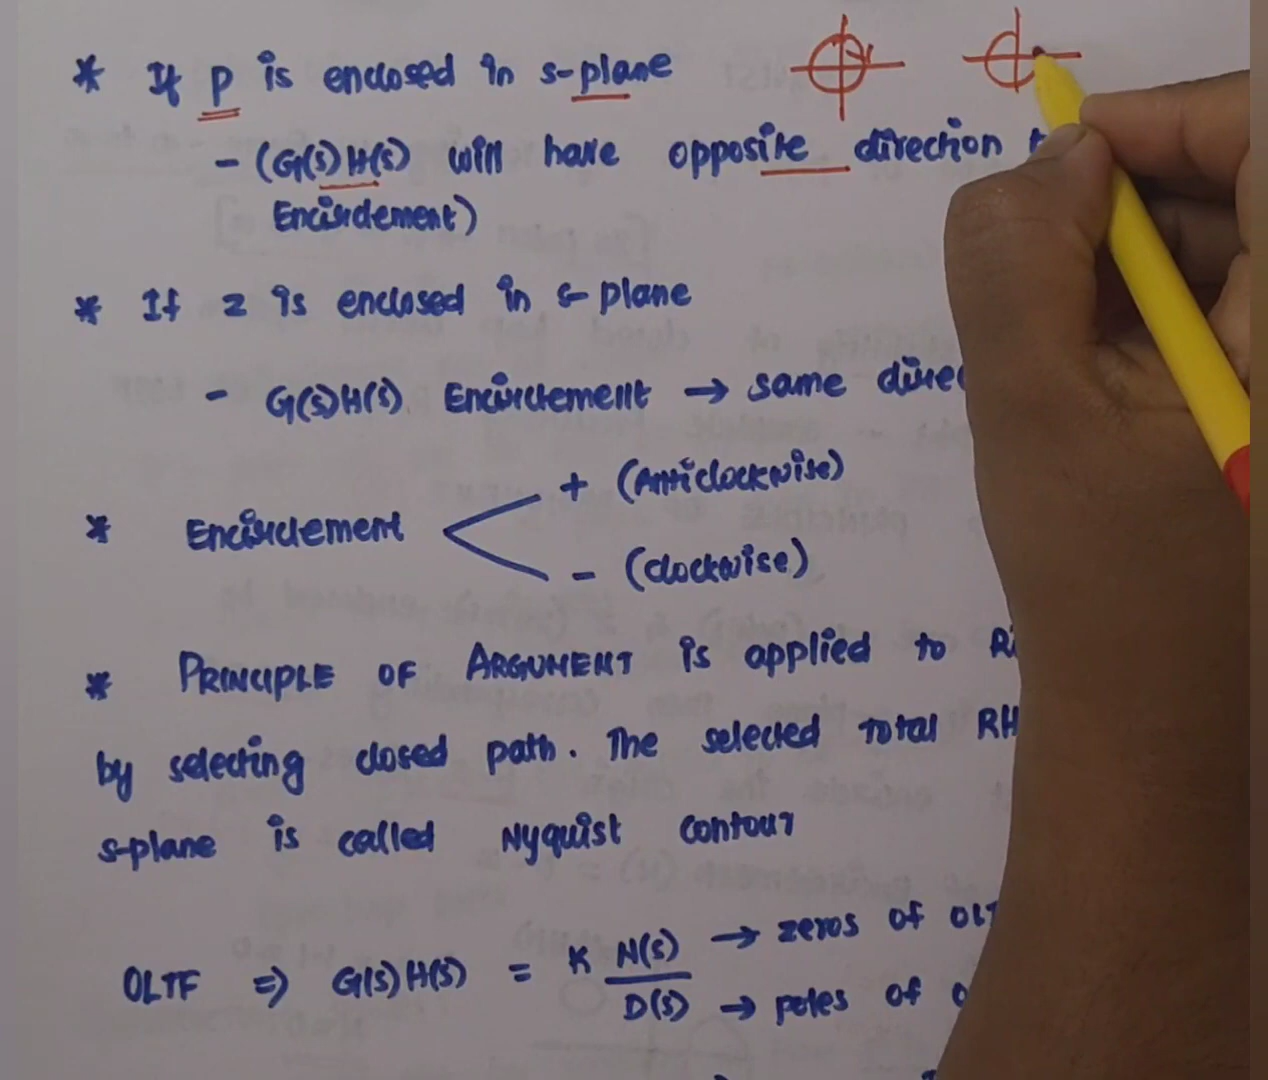 * If P is enclosed in s-plane
- (G(s)H(s) will have opposite direction
Encirclement)
* If z is enclosed in s-plane
- G(s)H(s) Encirclement → same
* Encirclement
+ (Anticlockwise)
- (clockwise)
* PRINCIPLE OF ARGUMENT is applied to
by selecting closed path. The selected total RH
s-plane is called Nyquist contour
OLTF ⇒ G(s)H(s) = K N(s)/D(s)
→ zeros of OLT
→ poles of